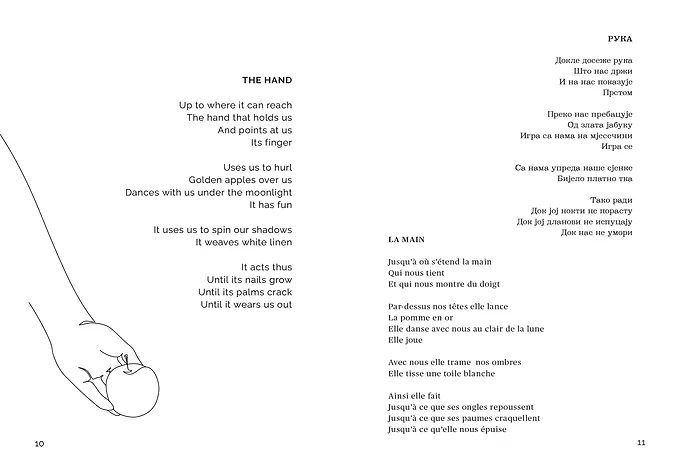 THE HAND
Up to where it can reach
The hand that holds us
And points at us
Its finger
Uses us to hurl
Golden apples over us
Dances with us under the moonlight
It has fun
It uses us to spin our shadows
It weaves white linen
It acts thus
Until its nails grow
Until its palms crack
Until it wears us out
10
РУКА
Докле досеже рука
Што нас држи
И на нас показује
Прстом
Преко нас пребацује
Од злата јабуку
Игра са нама на мјесечини
Игра се
Са нама упреда наше сјенке
Бијело платно тка
Тако ради
Док јој нокти не порасту
Док јој дланови не испуцају
Док нас не умори
LA MAIN
Jusqu'à où s'étend la main
Qui nous tient
Et qui nous montre du doigt
Par-dessus nos têtes elle lance
La pomme en or
Elle danse avec nous au clair de la lune
Elle joue
Avec nous elle trame nos ombres
Elle tisse une toile blanche
Ainsi elle fait
Jusqu'à ce que ses ongles repoussent
Jusqu'à ce que ses paumes craquellent
Jusqu'à ce qu'elle nous épuise
11